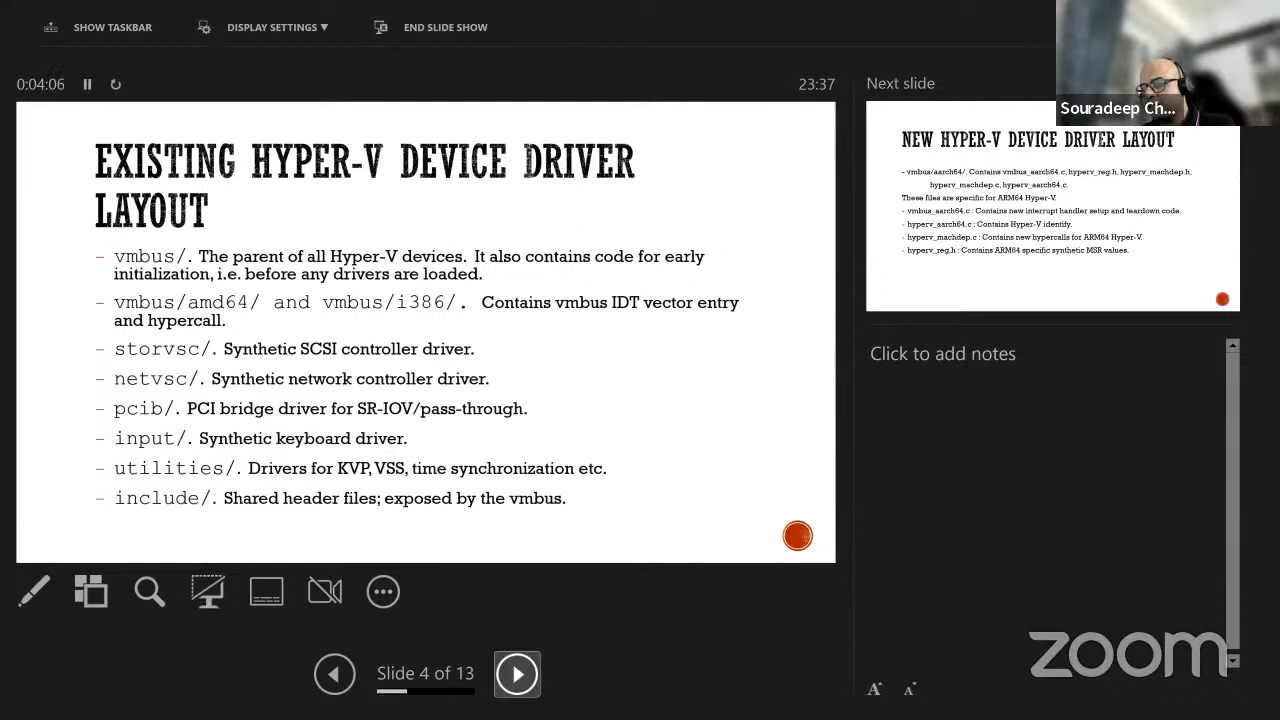 SHOW TASKBAR
DISPLAY SETTINGS ▼
END SLIDE SHOW
0:04:06
23:37
EXISTING HYPER-V DEVICE DRIVER
LAYOUT
– vmbus/. The parent of all Hyper-V devices. It also contains code for early
initialization, i.e. before any drivers are loaded.
– vmbus/amd64/ and vmbus/i386/. Contains vmbus IDT vector entry
and hypercall.
– storvsc/. Synthetic SCSI controller driver.
– netvsc/. Synthetic network controller driver.
– pcib/. PCI bridge driver for SR-IOV/pass-through.
– input/. Synthetic keyboard driver.
– utilities/. Drivers for KVP, VSS, time synchronization etc.
– include/. Shared header files; exposed by the vmbus.
Slide 4 of 13
Next slide
Souradeep Ch...
NEW HYPER-V DEVICE DRIVER LAYOUT
- vmbus/aarch64/. Contains vmbus_aarch64.c, hyperv_reg.h, hyperv_machdep.h,
hyperv_machdep.c, hyperv_aarch64.c.
These files are specific for ARM64 Hyper-V.
- vmbus_aarch64.c : Contains new interrupt handler setup and teardown code.
- hyperv_aarch64.c : Contains Hyper-V identify.
- hyperv_machdep.c : Contains new hypercalls for ARM64 Hyper-V.
- hyperv_reg.h : Contains ARM64 specific synthetic MSR values.
Click to add notes
zoom
A A